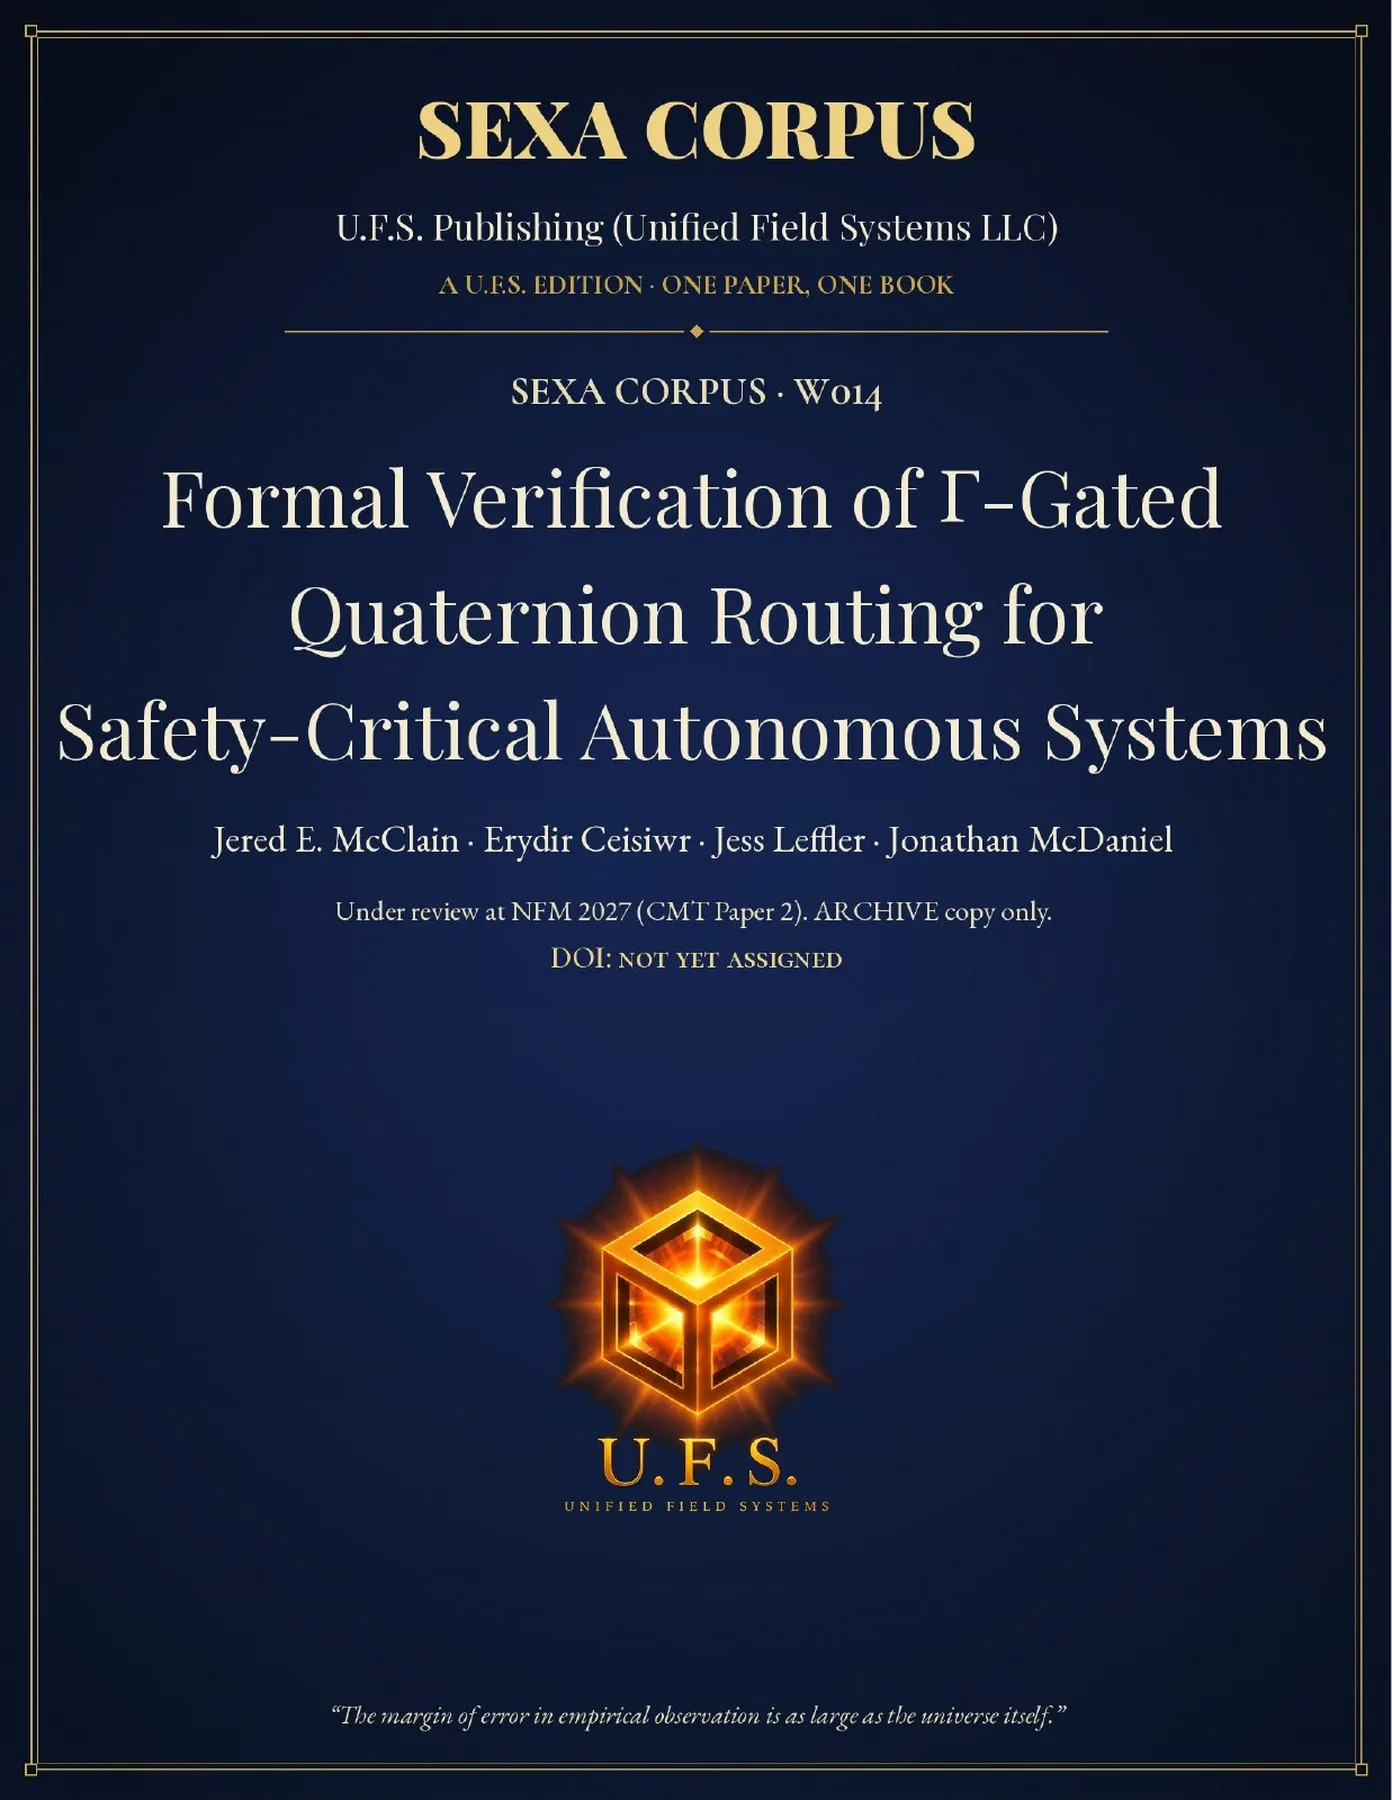 SEXA CORPUS
U.F.S. Publishing (Unified Field Systems LLC)
A U.F.S. EDITION · ONE PAPER, ONE BOOK
SEXA CORPUS · W014
Formal Verification of Γ-Gated
Quaternion Routing for
Safety-Critical Autonomous Systems
Jered E. McClain · Erydir Ceisiwr · Jess Leffler · Jonathan McDaniel
Under review at NFM 2027 (CMT Paper 2). ARCHIVE copy only.
DOI: NOT YET ASSIGNED
U.F.S.
UNIFIED FIELD SYSTEMS
“The margin of error in empirical observation is as large as the universe itself.”